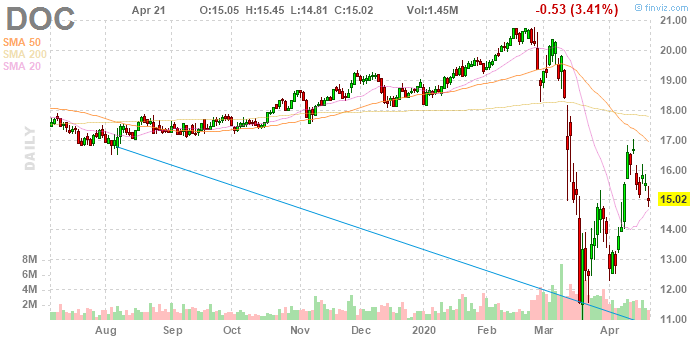 DOC Apr 21 O:15.05 H:15.45 L:14.81 C:15.02 Vol:1.45M -0.53 (3.41%) © finviz.com
SMA 50
SMA 200
SMA 20
DAILY
21.00
20.00
19.00
18.00
17.00
16.00
15.02
14.00
13.00
12.00
11.00
8M
6M
4M
2M
Aug Sep Oct Nov Dec 2020 Feb Mar Apr